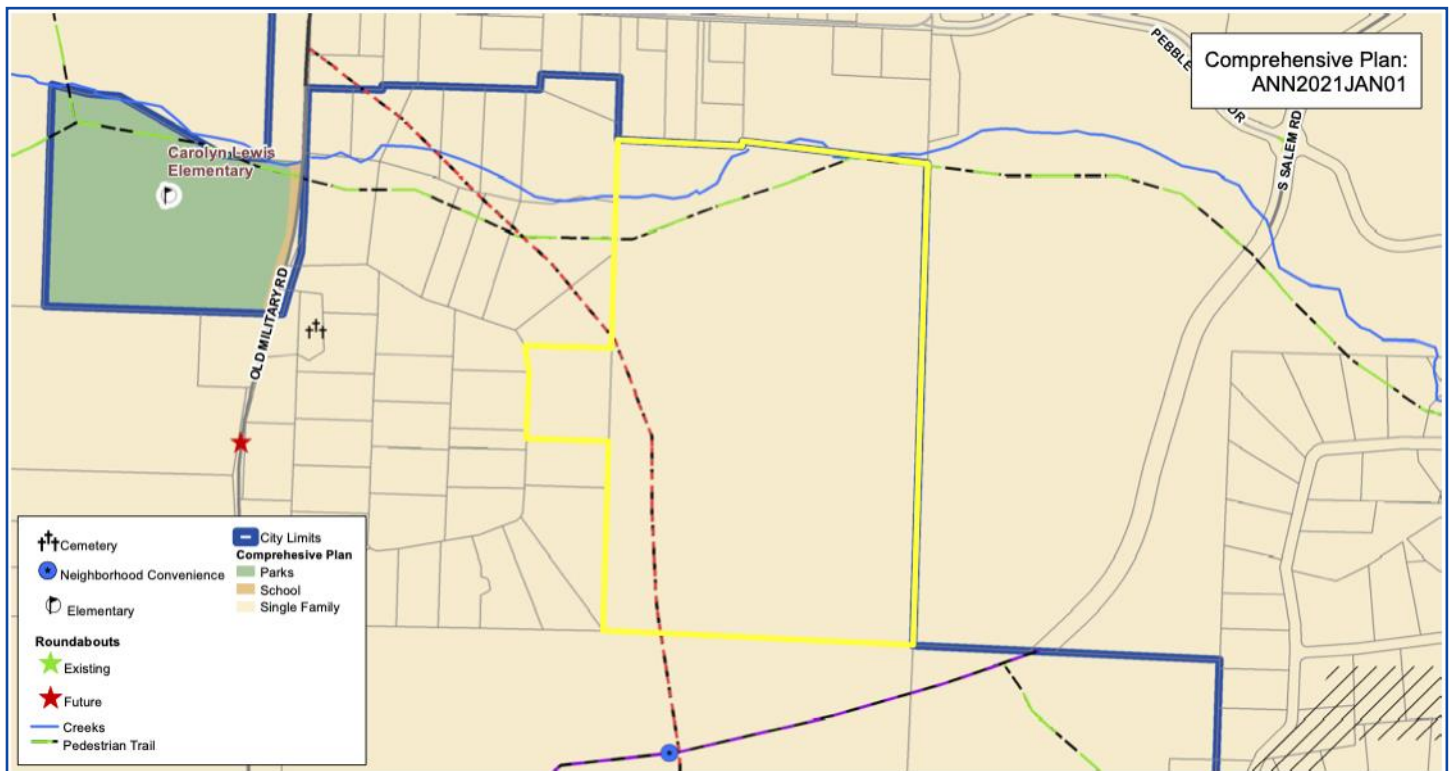 Comprehensive Plan:
ANN2021JAN01
PEBBLE
DR
S SALEM RD
Carolyn Lewis
Elementary
OLD MILITARY RD
Cemetery
Neighborhood Convenience
Elementary
Roundabouts
Existing
Future
Creeks
Pedestrian Trail
City Limits
Comprehesive Plan
Parks
School
Single Family